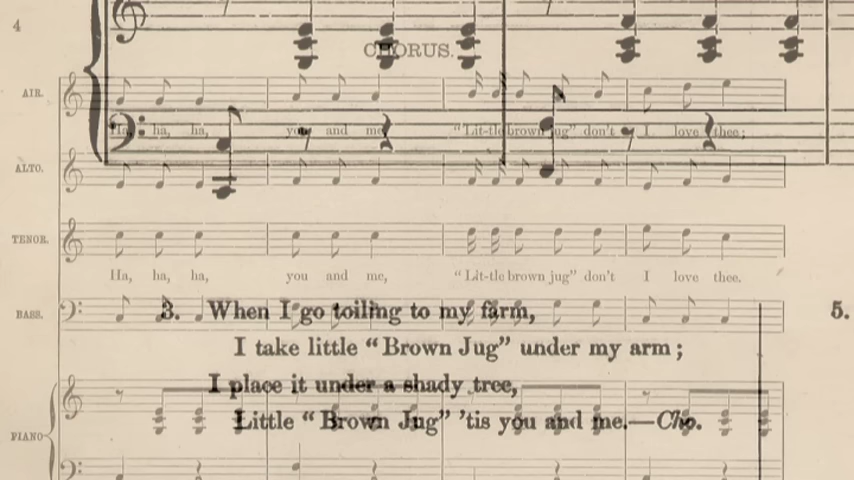 4
CHORUS.
AIR.
Ha, ha, ha, you and me, "Lit-tle brown jug" don't I love thee;
ALTO.
TENOR.
Ha, ha, ha, you and me, "Lit-tle brown jug" don't I love thee.
BASS.
3. When I go toiling to my farm,
5.
I take little "Brown Jug" under my arm;
I place it under a shady tree,
Little "Brown Jug" 'tis you and me.—Cho.
PIANO